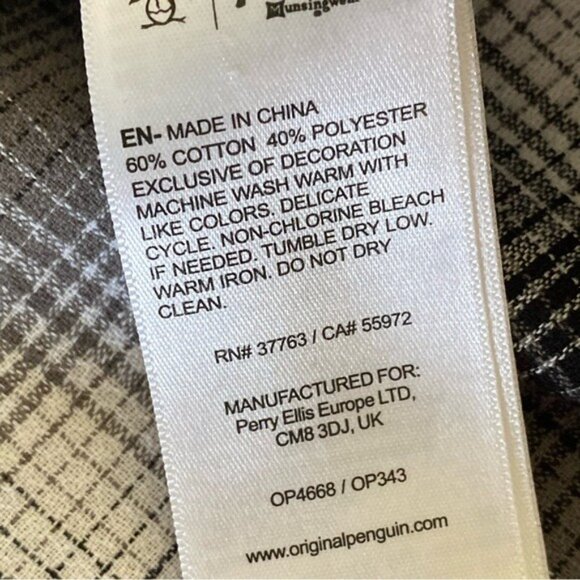 Munsingwear
EN- MADE IN CHINA
60% COTTON 40% POLYESTER
EXCLUSIVE OF DECORATION
MACHINE WASH WARM WITH
LIKE COLORS. DELICATE
CYCLE. NON-CHLORINE BLEACH
IF NEEDED. TUMBLE DRY LOW.
WARM IRON. DO NOT DRY
CLEAN.
RN# 37763 / CA# 55972
MANUFACTURED FOR:
Perry Ellis Europe LTD,
CM8 3DJ, UK
OP4668 / OP343
www.originalpenguin.com